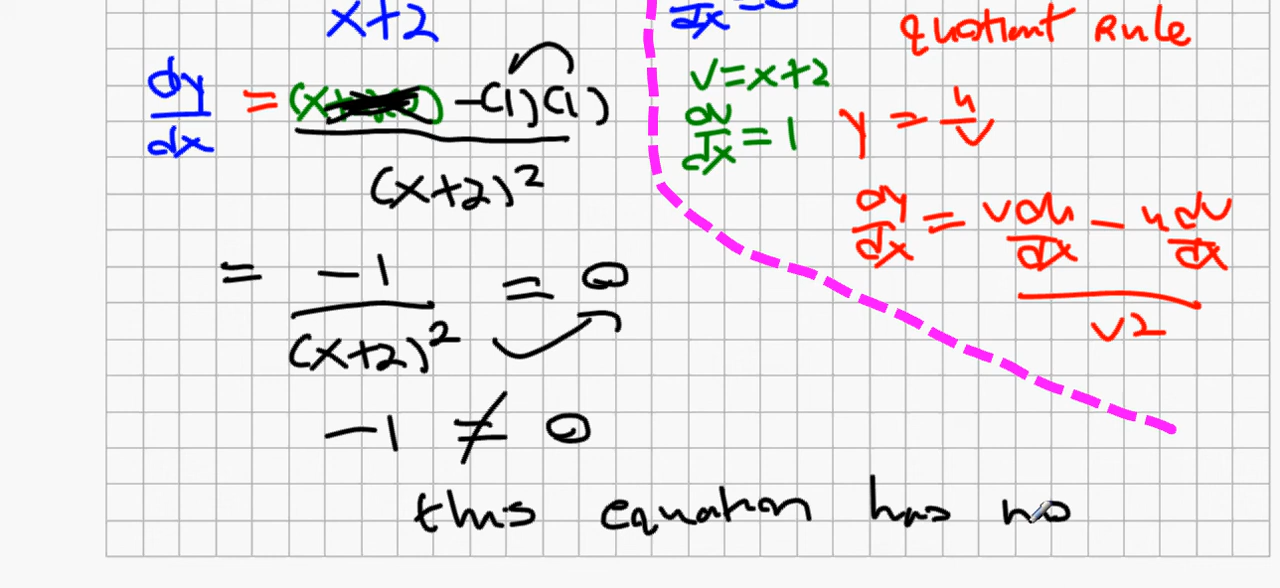 x+2
dy/dx = (x -(1)(1) / (x+2)²
= -1/(x+2)² = 0
-1 ≠ 0
this equation has no
v=x+2
dv/dx = 1
quotient Rule
y = u/v
dy/dx = v du/dx - u dv/dx / v2